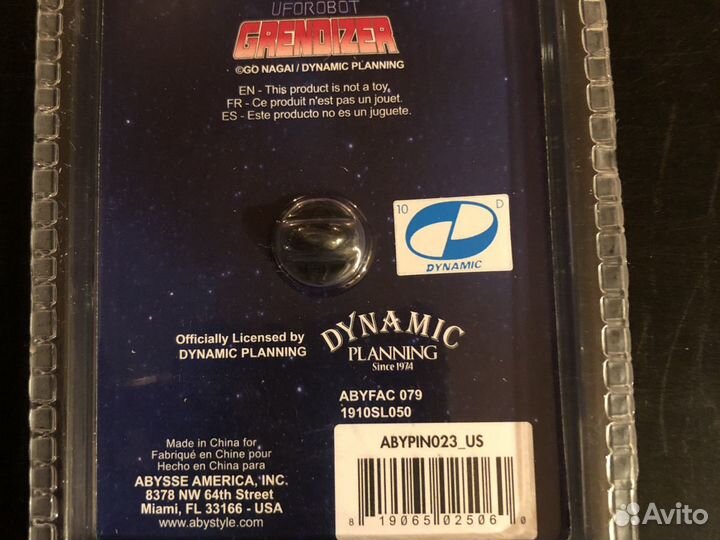 UFOROBOT
GRENDIZER
©GO NAGAI / DYNAMIC PLANNING
EN - This product is not a toy.
FR - Ce produit n'est pas un jouet.
ES - Este producto no es un juguete.
10 D
DYNAMIC
Officially Licensed by
DYNAMIC PLANNING
DYNAMIC
PLANNING
Since 1974
ABYFAC 079
1910SL050
Made in China for
Fabriqué en Chine pour
Hecho en China para
ABYSSE AMERICA, INC.
8378 NW 64th Street
Miami, FL 33166 - USA
www.abystyle.com
ABYPIN023_US
8 19065 02506 0
Avito